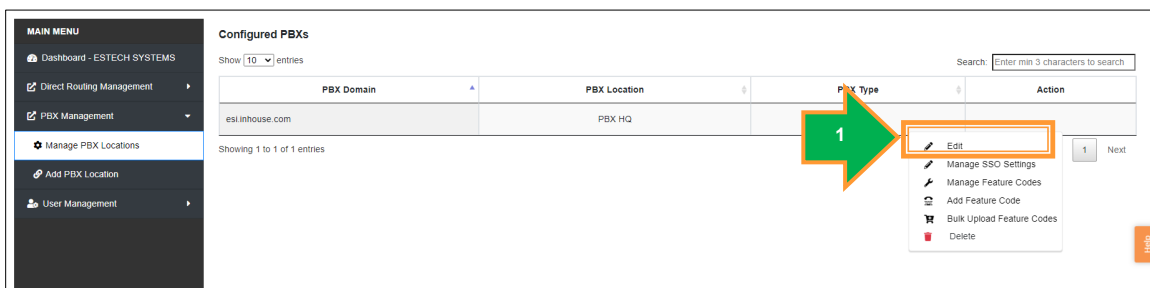 MAIN MENU
Dashboard - ESTECH SYSTEMS
Direct Routing Management
PBX Management
Manage PBX Locations
Add PBX Location
User Management
Configured PBXs
Show 10 entries
Search: Enter min 3 characters to search
PBX Domain PBX Location PBX Type Action
esi.inhouse.com PBX HQ
Showing 1 to 1 of 1 entries
1 Next
1
Edit
Manage SSO Settings
Manage Feature Codes
Add Feature Code
Bulk Upload Feature Codes
Delete
Help